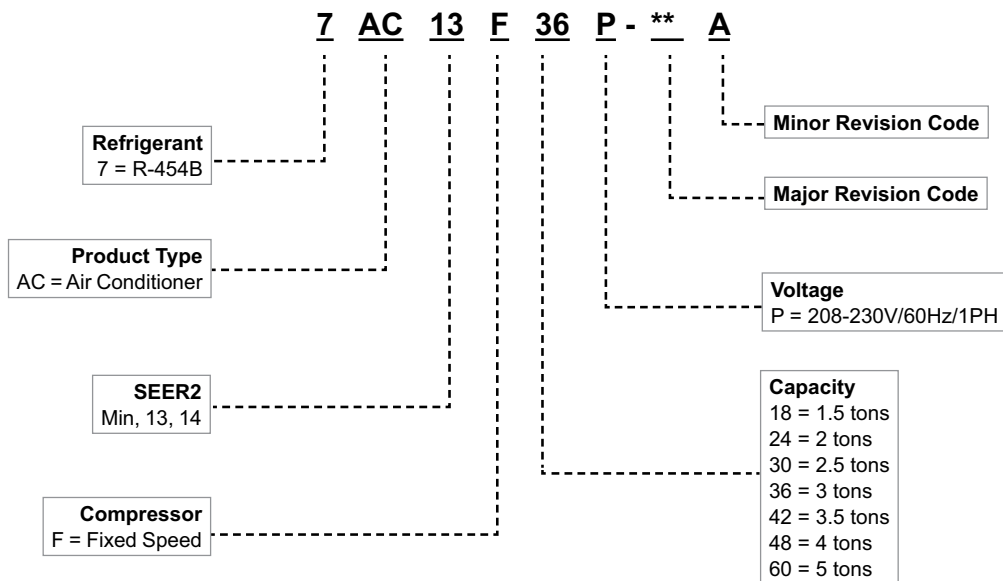 7 AC 13 F 36 P - ** A
Refrigerant
7 = R-454B
Product Type
AC = Air Conditioner
SEER2
Min, 13, 14
Compressor
F = Fixed Speed
Minor Revision Code
Major Revision Code
Voltage
P = 208-230V/60Hz/1PH
Capacity
18 = 1.5 tons
24 = 2 tons
30 = 2.5 tons
36 = 3 tons
42 = 3.5 tons
48 = 4 tons
60 = 5 tons